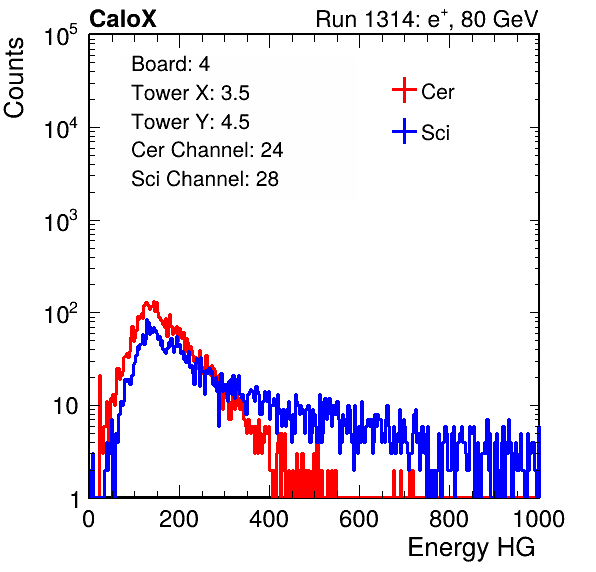 CaloX Run 1314: e⁺, 80 GeV
Counts
10⁵
10⁴
10³
10²
10
1
Board: 4
Tower X: 3.5
Tower Y: 4.5
Cer Channel: 24
Sci Channel: 28
Cer
Sci
0 200 400 600 800 1000
Energy HG